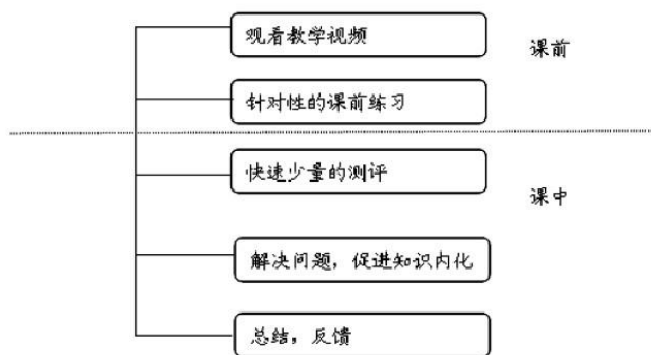 观看教学视频
课前
针对性的课前练习
快速少量的测评
课中
解决问题，促进知识内化
总结，反馈